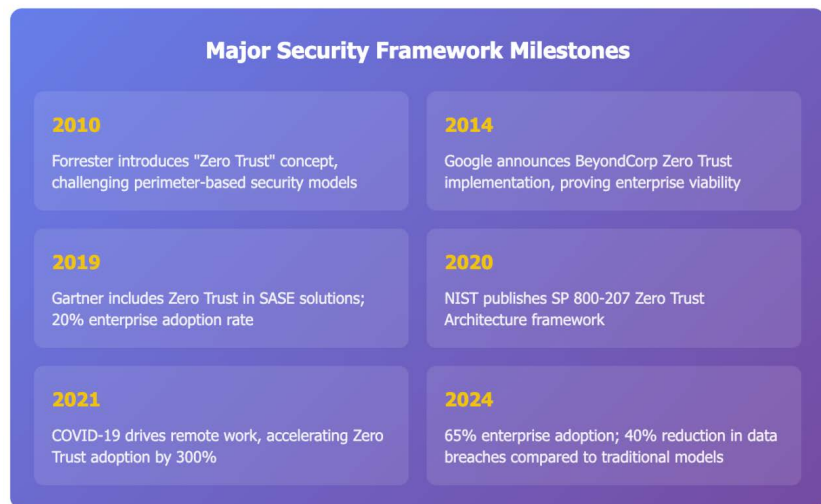 Major Security Framework Milestones
2010
Forrester introduces "Zero Trust" concept,
challenging perimeter-based security models
2014
Google announces BeyondCorp Zero Trust
implementation, proving enterprise viability
2019
Gartner includes Zero Trust in SASE solutions;
20% enterprise adoption rate
2020
NIST publishes SP 800-207 Zero Trust
Architecture framework
2021
COVID-19 drives remote work, accelerating Zero
Trust adoption by 300%
2024
65% enterprise adoption; 40% reduction in data
breaches compared to traditional models